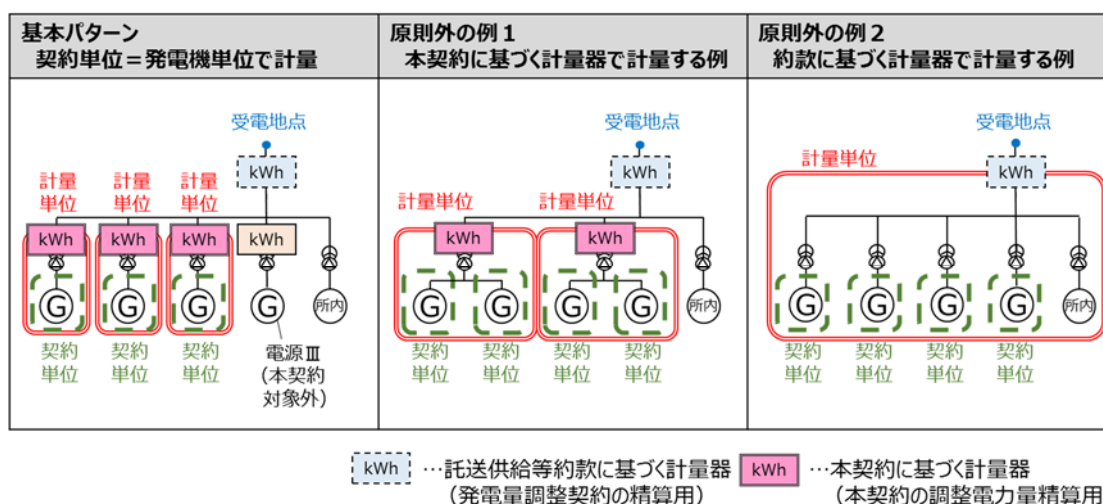 基本パターン
契約単位＝発電機単位で計量
原則外の例１
本契約に基づく計量器で計量する例
原則外の例２
約款に基づく計量器で計量する例
受電地点
kWh
計量
単位
計量
単位
計量
単位
kWh
kWh
kWh
kWh
G
G
G
G
所内
契約
単位
契約
単位
契約
単位
電源Ⅲ
(本契約
対象外)
受電地点
kWh
計量単位
計量単位
kWh
kWh
G
G
G
G
所内
契約
単位
契約
単位
契約
単位
契約
単位
受電地点
計量単位
kWh
G
G
G
G
所内
契約
単位
契約
単位
契約
単位
契約
単位
kWh …託送供給等約款に基づく計量器
（発電量調整契約の精算用）
kWh …本契約に基づく計量器
（本契約の調整電力量精算用